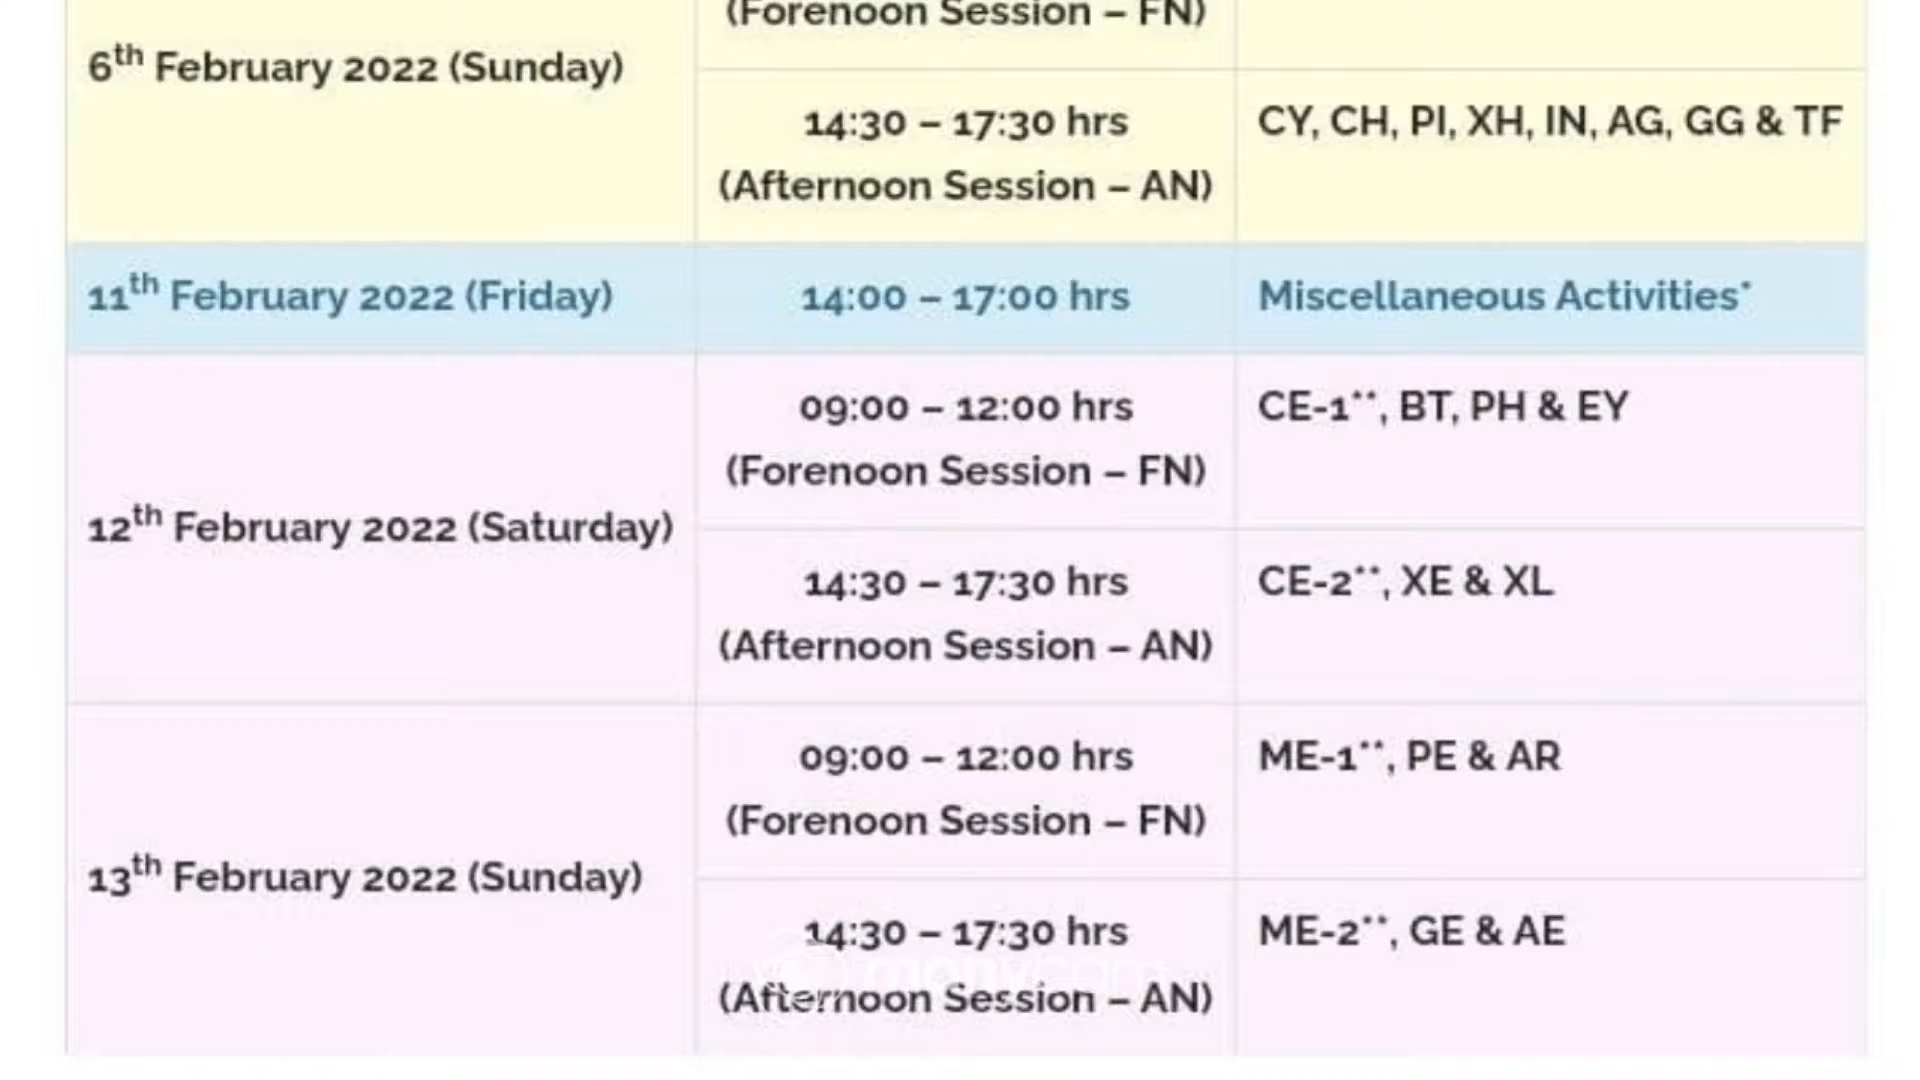 (Forenoon Session – FN)
6th February 2022 (Sunday)
14:30 – 17:30 hrs
(Afternoon Session – AN)
CY, CH, PI, XH, IN, AG, GG & TF
11th February 2022 (Friday)
14:00 – 17:00 hrs
Miscellaneous Activities*
12th February 2022 (Saturday)
09:00 – 12:00 hrs
(Forenoon Session – FN)
CE-1**, BT, PH & EY
14:30 – 17:30 hrs
(Afternoon Session – AN)
CE-2**, XE & XL
13th February 2022 (Sunday)
09:00 – 12:00 hrs
(Forenoon Session – FN)
ME-1**, PE & AR
14:30 – 17:30 hrs
(Afternoon Session – AN)
ME-2**, GE & AE